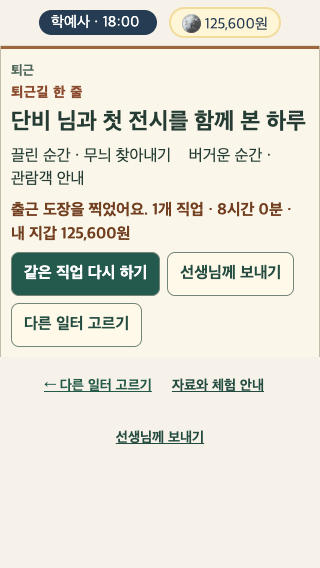 학예사 · 18:00
125,600원
퇴근
퇴근길 한 줄
단비 님과 첫 전시를 함께 본 하루
끌린 순간 · 무늬 찾아내기 버거운 순간 ·
관람객 안내
출근 도장을 찍었어요. 1개 직업 · 8시간 0분 ·
내 지갑 125,600원
같은 직업 다시 하기
선생님께 보내기
다른 일터 고르기
← 다른 일터 고르기
자료와 체험 안내
선생님께 보내기